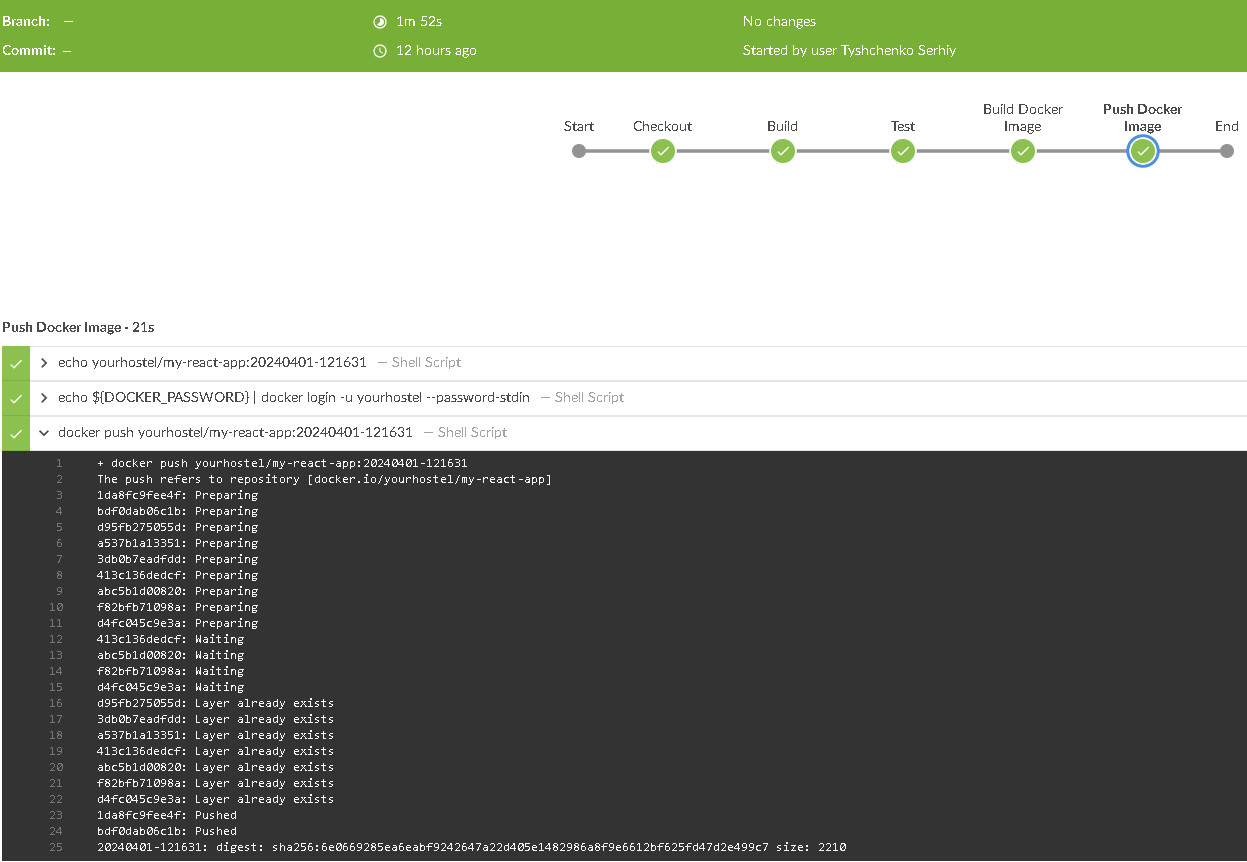 Branch: —
1m 52s
No changes
Commit: —
12 hours ago
Started by user Tyshchenko Serhiy
Start
Checkout
Build
Test
Build Docker
Image
Push Docker
Image
End
Push Docker Image - 21s
echo yourhostel/my-react-app:20240401-121631 — Shell Script
echo ${DOCKER_PASSWORD} | docker login -u yourhostel --password-stdin — Shell Script
docker push yourhostel/my-react-app:20240401-121631 — Shell Script
1 + docker push yourhostel/my-react-app:20240401-121631
2 The push refers to repository [docker.io/yourhostel/my-react-app]
3 1da8fc9fee4f: Preparing
4 bdf0dab06c1b: Preparing
5 d95fb275055d: Preparing
6 a537b1a13351: Preparing
7 3db0b7eadfdd: Preparing
8 413c136dedcf: Preparing
9 abc5b1d00820: Preparing
10 f82bfb71098a: Preparing
11 d4fc045c9e3a: Preparing
12 413c136dedcf: Waiting
13 abc5b1d00820: Waiting
14 f82bfb71098a: Waiting
15 d4fc045c9e3a: Waiting
16 d95fb275055d: Layer already exists
17 3db0b7eadfdd: Layer already exists
18 a537b1a13351: Layer already exists
19 413c136dedcf: Layer already exists
20 abc5b1d00820: Layer already exists
21 f82bfb71098a: Layer already exists
22 d4fc045c9e3a: Layer already exists
23 1da8fc9fee4f: Pushed
24 bdf0dab06c1b: Pushed
25 20240401-121631: digest: sha256:6e0669285ea6eabf9242647a22d405e1482986a8f9e6612bf625fd47d2e499c7 size: 2210